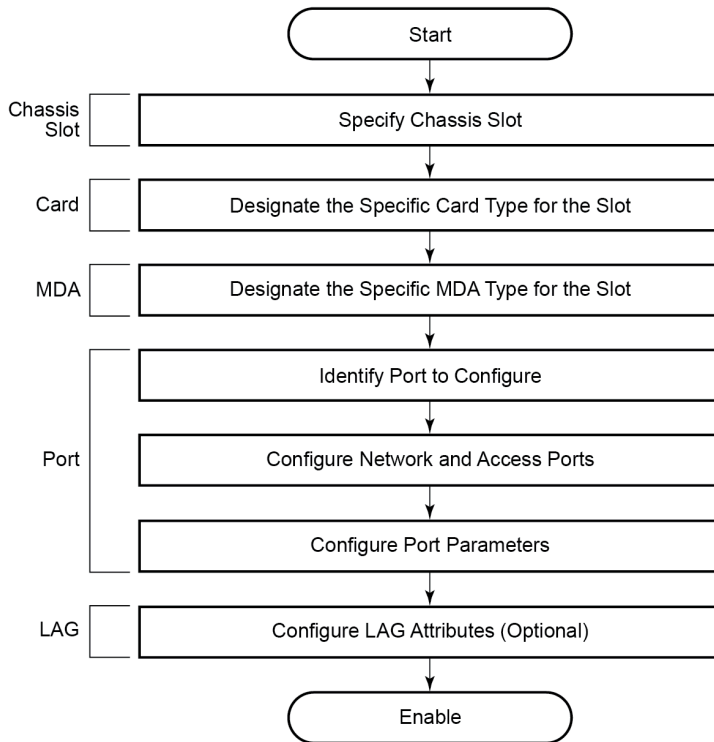 Start
Chassis
Slot
Specify Chassis Slot
Card
Designate the Specific Card Type for the Slot
MDA
Designate the Specific MDA Type for the Slot
Port
Identify Port to Configure
Configure Network and Access Ports
Configure Port Parameters
LAG
Configure LAG Attributes (Optional)
Enable